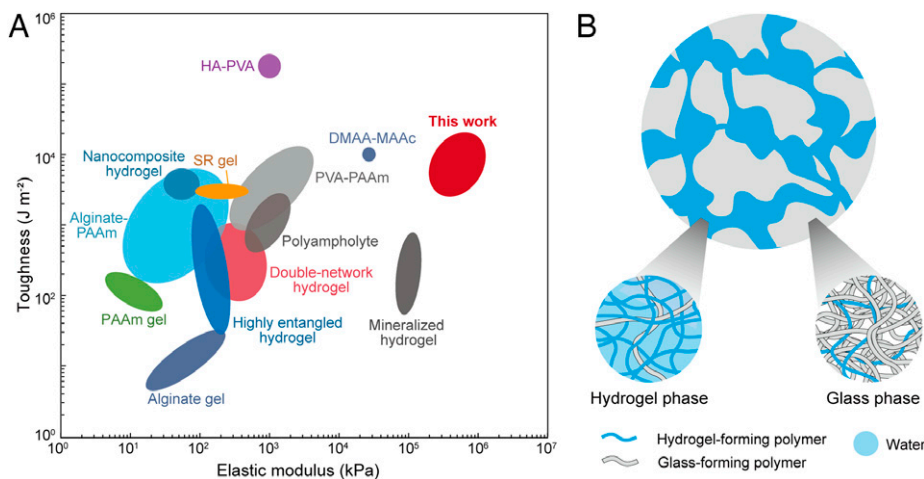 A
Toughness (J m⁻²)
10⁶
10⁴
10²
10⁰
HA-PVA
This work
DMAA-MAAc
Nanocomposite
hydrogel
SR gel
PVA-PAAm
Alginate-
PAAm
Polyampholyte
Double-network
hydrogel
PAAm gel
Highly entangled
hydrogel
Mineralized
hydrogel
Alginate gel
10⁰ 10¹ 10² 10³ 10⁴ 10⁵ 10⁶ 10⁷
Elastic modulus (kPa)
B
Hydrogel phase
Glass phase
Hydrogel-forming polymer
Glass-forming polymer
Water